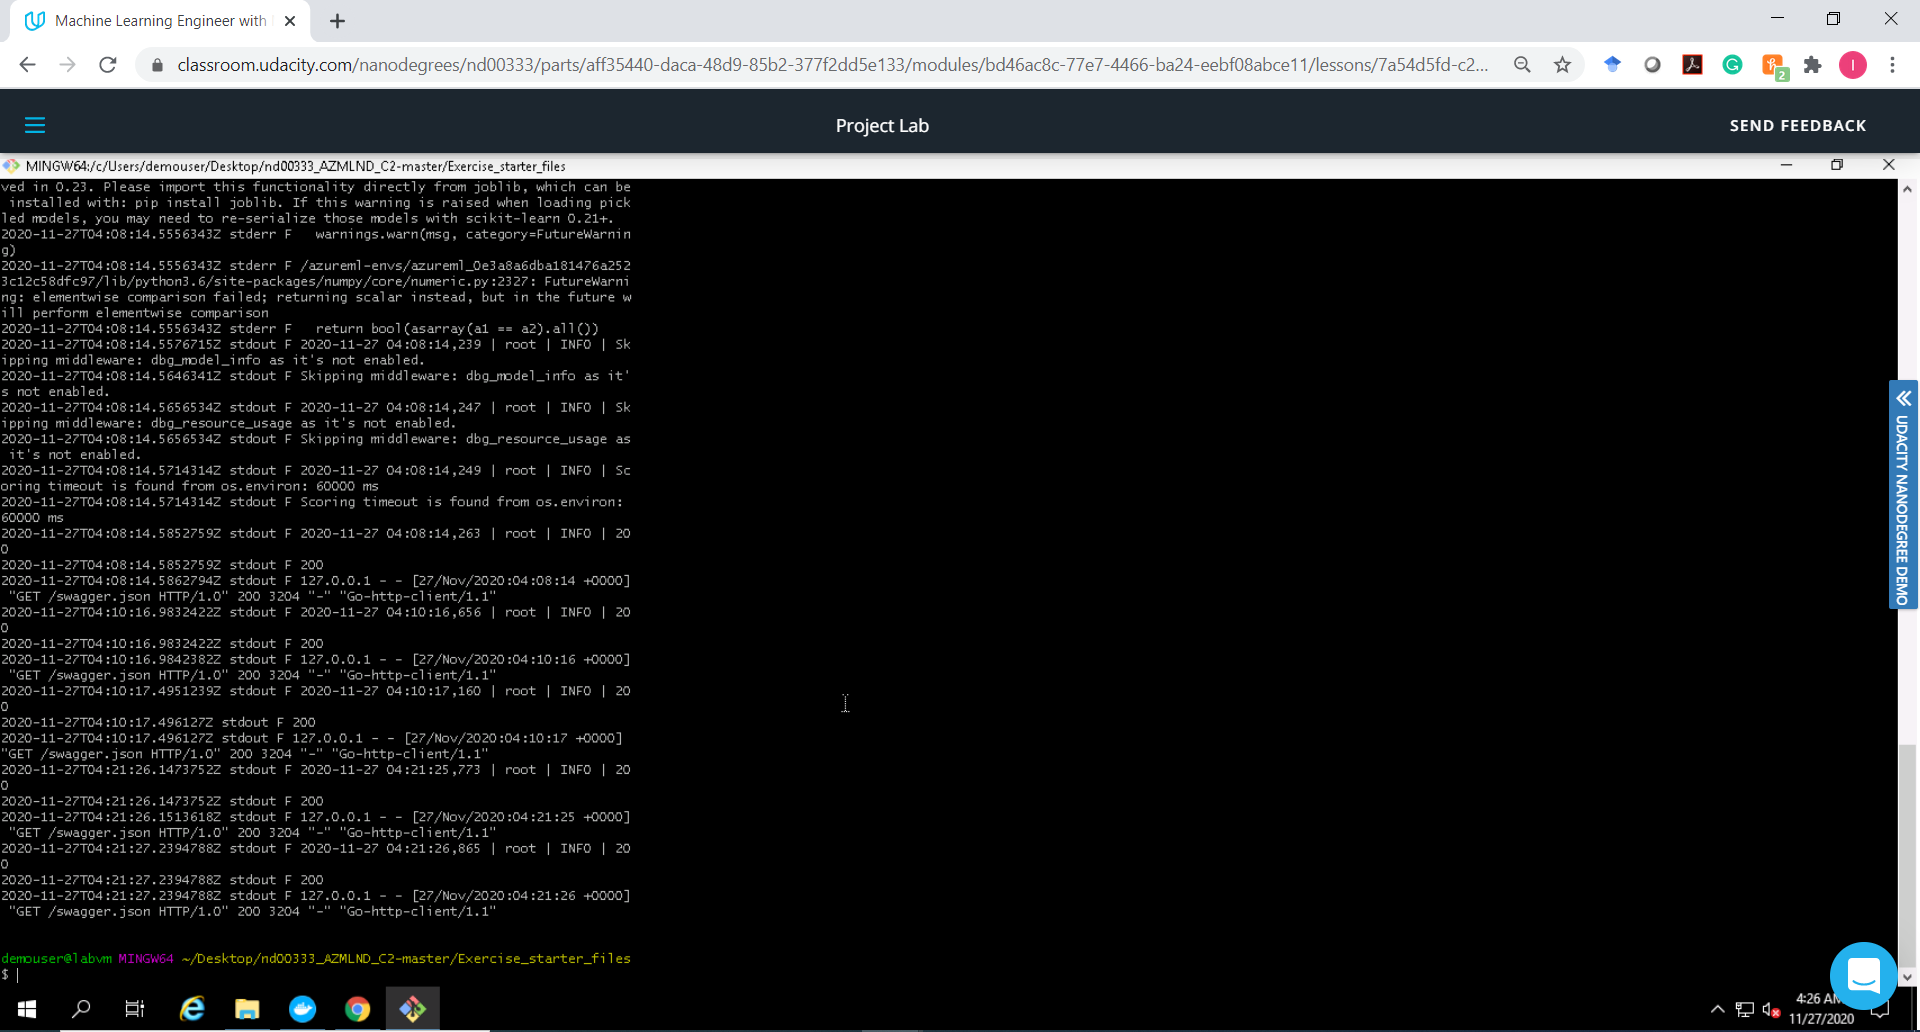 Machine Learning Engineer with
classroom.udacity.com/nanodegrees/nd00333/parts/aff35440-daca-48d9-85b2-377f2dd5e133/modules/bd46ac8c-77e7-4466-ba24-eebf08abce11/lessons/7a54d5fd-c2...
2
I
Project Lab
SEND FEEDBACK
MINGW64:/c/Users/demouser/Desktop/nd00333_AZMLND_C2-master/Exercise_starter_files
ved in 0.23. Please import this functionality directly from joblib, which can be
installed with: pip install joblib. If this warning is raised when loading pick
led models, you may need to re-serialize those models with scikit-learn 0.21+.
2020-11-27T04:08:14.5556343Z stderr F   warnings.warn(msg, category=FutureWarnin
g)
2020-11-27T04:08:14.5556343Z stderr F /azureml-envs/azureml_0e3a8a6dba181476a252
3c12c58dfc97/lib/python3.6/site-packages/numpy/core/numeric.py:2327: FutureWarni
ng: elementwise comparison failed; returning scalar instead, but in the future w
ill perform elementwise comparison
2020-11-27T04:08:14.5556343Z stderr F   return bool(asarray(a1 == a2).all())
2020-11-27T04:08:14.5576715Z stdout F 2020-11-27 04:08:14,239 | root | INFO | Sk
ipping middleware: dbg_model_info as it's not enabled.
2020-11-27T04:08:14.5646341Z stdout F Skipping middleware: dbg_model_info as it'
s not enabled.
2020-11-27T04:08:14.5656534Z stdout F 2020-11-27 04:08:14,247 | root | INFO | Sk
ipping middleware: dbg_resource_usage as it's not enabled.
2020-11-27T04:08:14.5656534Z stdout F Skipping middleware: dbg_resource_usage as
it's not enabled.
2020-11-27T04:08:14.5714314Z stdout F 2020-11-27 04:08:14,249 | root | INFO | Sc
oring timeout is found from os.environ: 60000 ms
2020-11-27T04:08:14.5714314Z stdout F Scoring timeout is found from os.environ:
60000 ms
2020-11-27T04:08:14.5852759Z stdout F 2020-11-27 04:08:14,263 | root | INFO | 20
0
2020-11-27T04:08:14.5852759Z stdout F 200
2020-11-27T04:08:14.5862794Z stdout F 127.0.0.1 - - [27/Nov/2020:04:08:14 +0000]
"GET /swagger.json HTTP/1.0" 200 3204 "-" "Go-http-client/1.1"
2020-11-27T04:10:16.9832422Z stdout F 2020-11-27 04:10:16,656 | root | INFO | 20
0
2020-11-27T04:10:16.9832422Z stdout F 200
2020-11-27T04:10:16.9842382Z stdout F 127.0.0.1 - - [27/Nov/2020:04:10:16 +0000]
"GET /swagger.json HTTP/1.0" 200 3204 "-" "Go-http-client/1.1"
2020-11-27T04:10:17.4951239Z stdout F 2020-11-27 04:10:17,160 | root | INFO | 20
0
2020-11-27T04:10:17.496127Z stdout F 200
2020-11-27T04:10:17.496127Z stdout F 127.0.0.1 - - [27/Nov/2020:04:10:17 +0000]
"GET /swagger.json HTTP/1.0" 200 3204 "-" "Go-http-client/1.1"
2020-11-27T04:21:26.1473752Z stdout F 2020-11-27 04:21:25,773 | root | INFO | 20
0
2020-11-27T04:21:26.1473752Z stdout F 200
2020-11-27T04:21:26.1513618Z stdout F 127.0.0.1 - - [27/Nov/2020:04:21:25 +0000]
"GET /swagger.json HTTP/1.0" 200 3204 "-" "Go-http-client/1.1"
2020-11-27T04:21:27.2394788Z stdout F 2020-11-27 04:21:26,865 | root | INFO | 20
0
2020-11-27T04:21:27.2394788Z stdout F 200
2020-11-27T04:21:27.2394788Z stdout F 127.0.0.1 - - [27/Nov/2020:04:21:26 +0000]
"GET /swagger.json HTTP/1.0" 200 3204 "-" "Go-http-client/1.1"
demouser@labvm MINGW64 ~/Desktop/nd00333_AZMLND_C2-master/Exercise_starter_files
$
UDACITY NANODEGREE DEMO
4:26 AM
11/27/2020